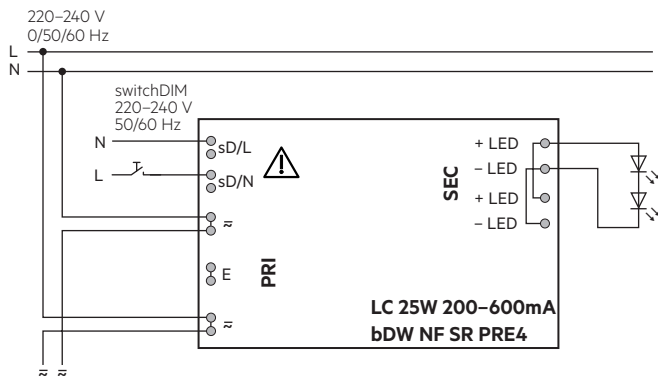 220–240 V
0/50/60 Hz
L
N
switchDIM
220–240 V
50/60 Hz
N
sD/L
L
sD/N
≂
E
≂
PRI
SEC
+ LED
– LED
+ LED
– LED
LC 25W 200–600mA
bDW NF SR PRE4
≂ ≂